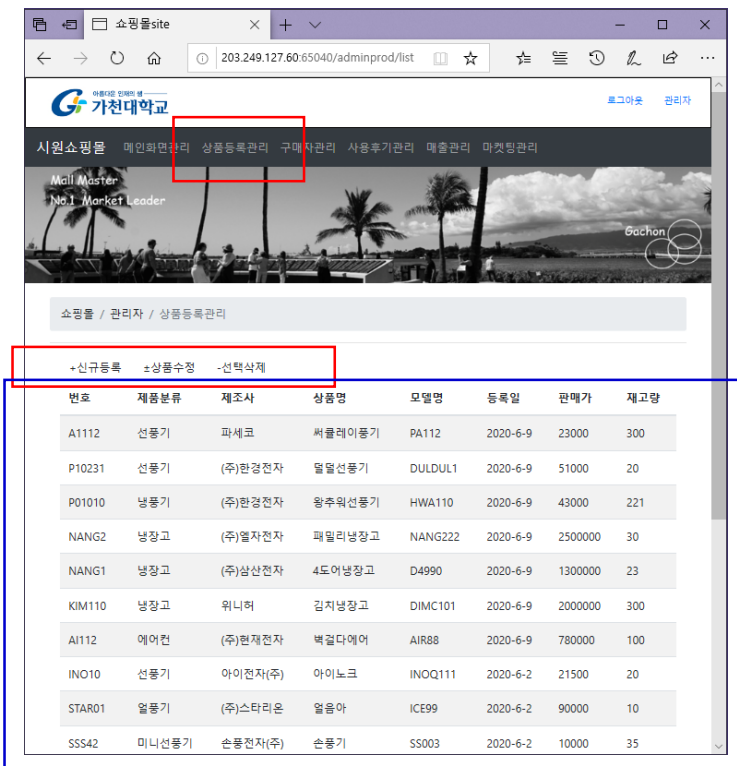 쇼핑몰site
203.249.127.60:65040/adminprod/list
아름다운 인재의 샘
가천대학교
로그아웃 관리자
시원쇼핑몰 메인화면관리 상품등록관리 구매자관리 사용후기관리 매출관리 마켓팅관리
Mall Master
No.1 Market Leader
Gachon
쇼핑몰 / 관리자 / 상품등록관리
+신규등록 ±상품수정 -선택삭제
번호 제품분류 제조사 상품명 모델명 등록일 판매가 재고량
A1112 선풍기 파세코 써큘레이풍기 PA112 2020-6-9 23000 300
P10231 선풍기 (주)한경전자 덜덜선풍기 DULDUL1 2020-6-9 51000 20
P01010 냉풍기 (주)한경전자 왕추워선풍기 HWA110 2020-6-9 43000 221
NANG2 냉장고 (주)엘자전자 패밀리냉장고 NANG222 2020-6-9 2500000 30
NANG1 냉장고 (주)삼산전자 4도어냉장고 D4990 2020-6-9 1300000 23
KIM110 냉장고 위니허 김치냉장고 DIMC101 2020-6-9 2000000 300
AI112 에어컨 (주)현재전자 벽걸다에어 AIR88 2020-6-9 780000 100
INO10 선풍기 아이전자(주) 아이노크 INOQ111 2020-6-2 21500 20
STAR01 얼풍기 (주)스타리온 얼음아 ICE99 2020-6-2 90000 10
SSS42 미니선풍기 손풍전자(주) 손풍기 SS003 2020-6-2 10000 35